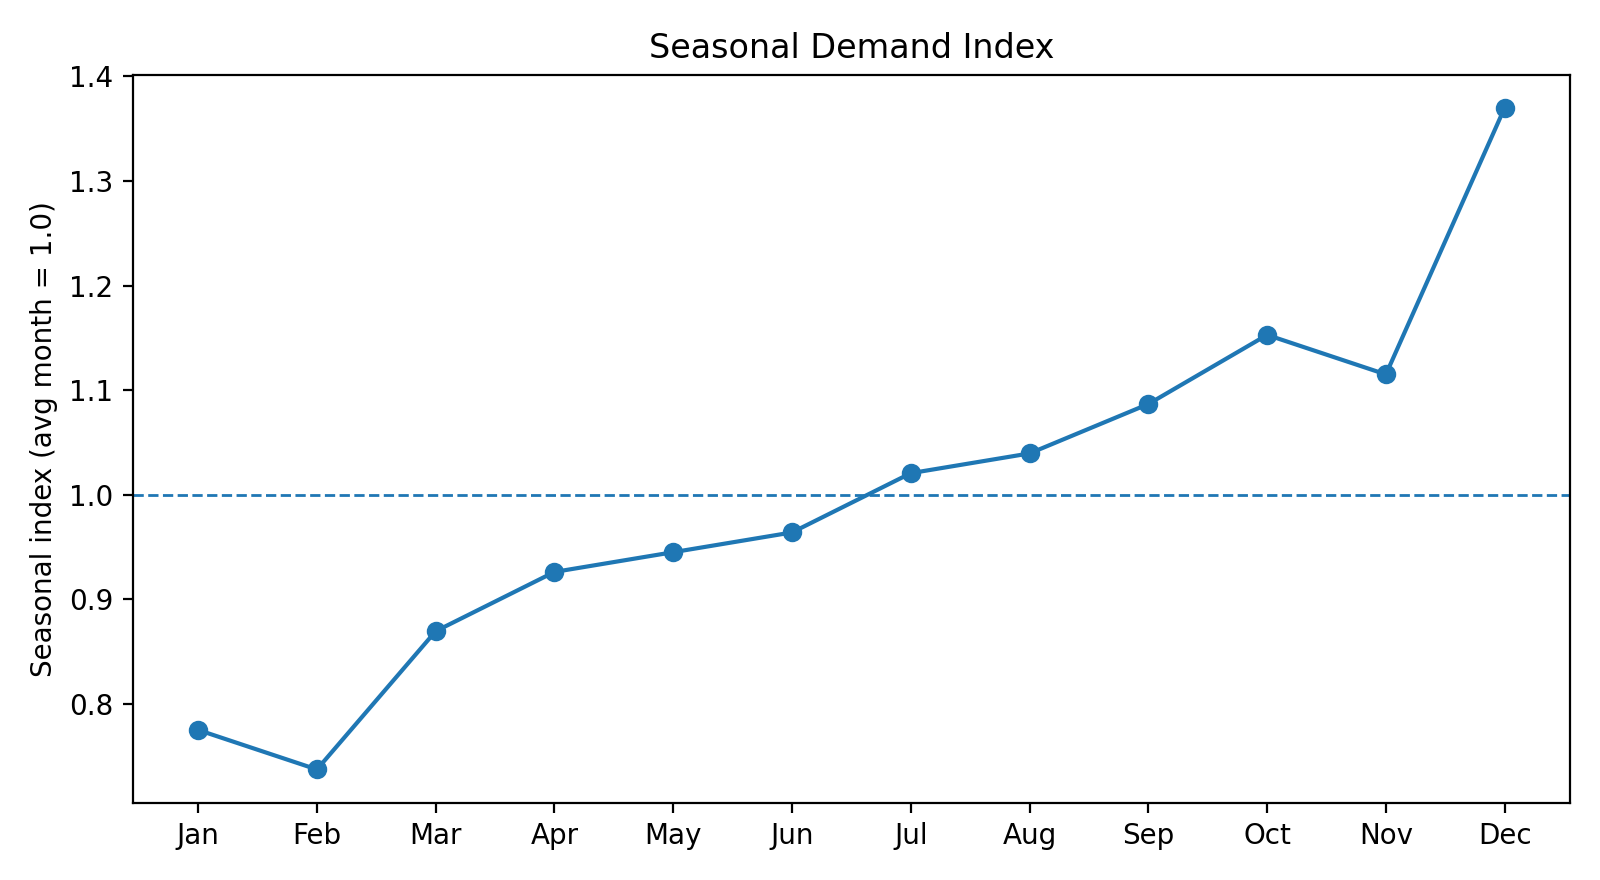 Seasonal Demand Index
Seasonal index (avg month = 1.0)
1.4
1.3
1.2
1.1
1.0
0.9
0.8
Jan Feb Mar Apr May Jun Jul Aug Sep Oct Nov Dec